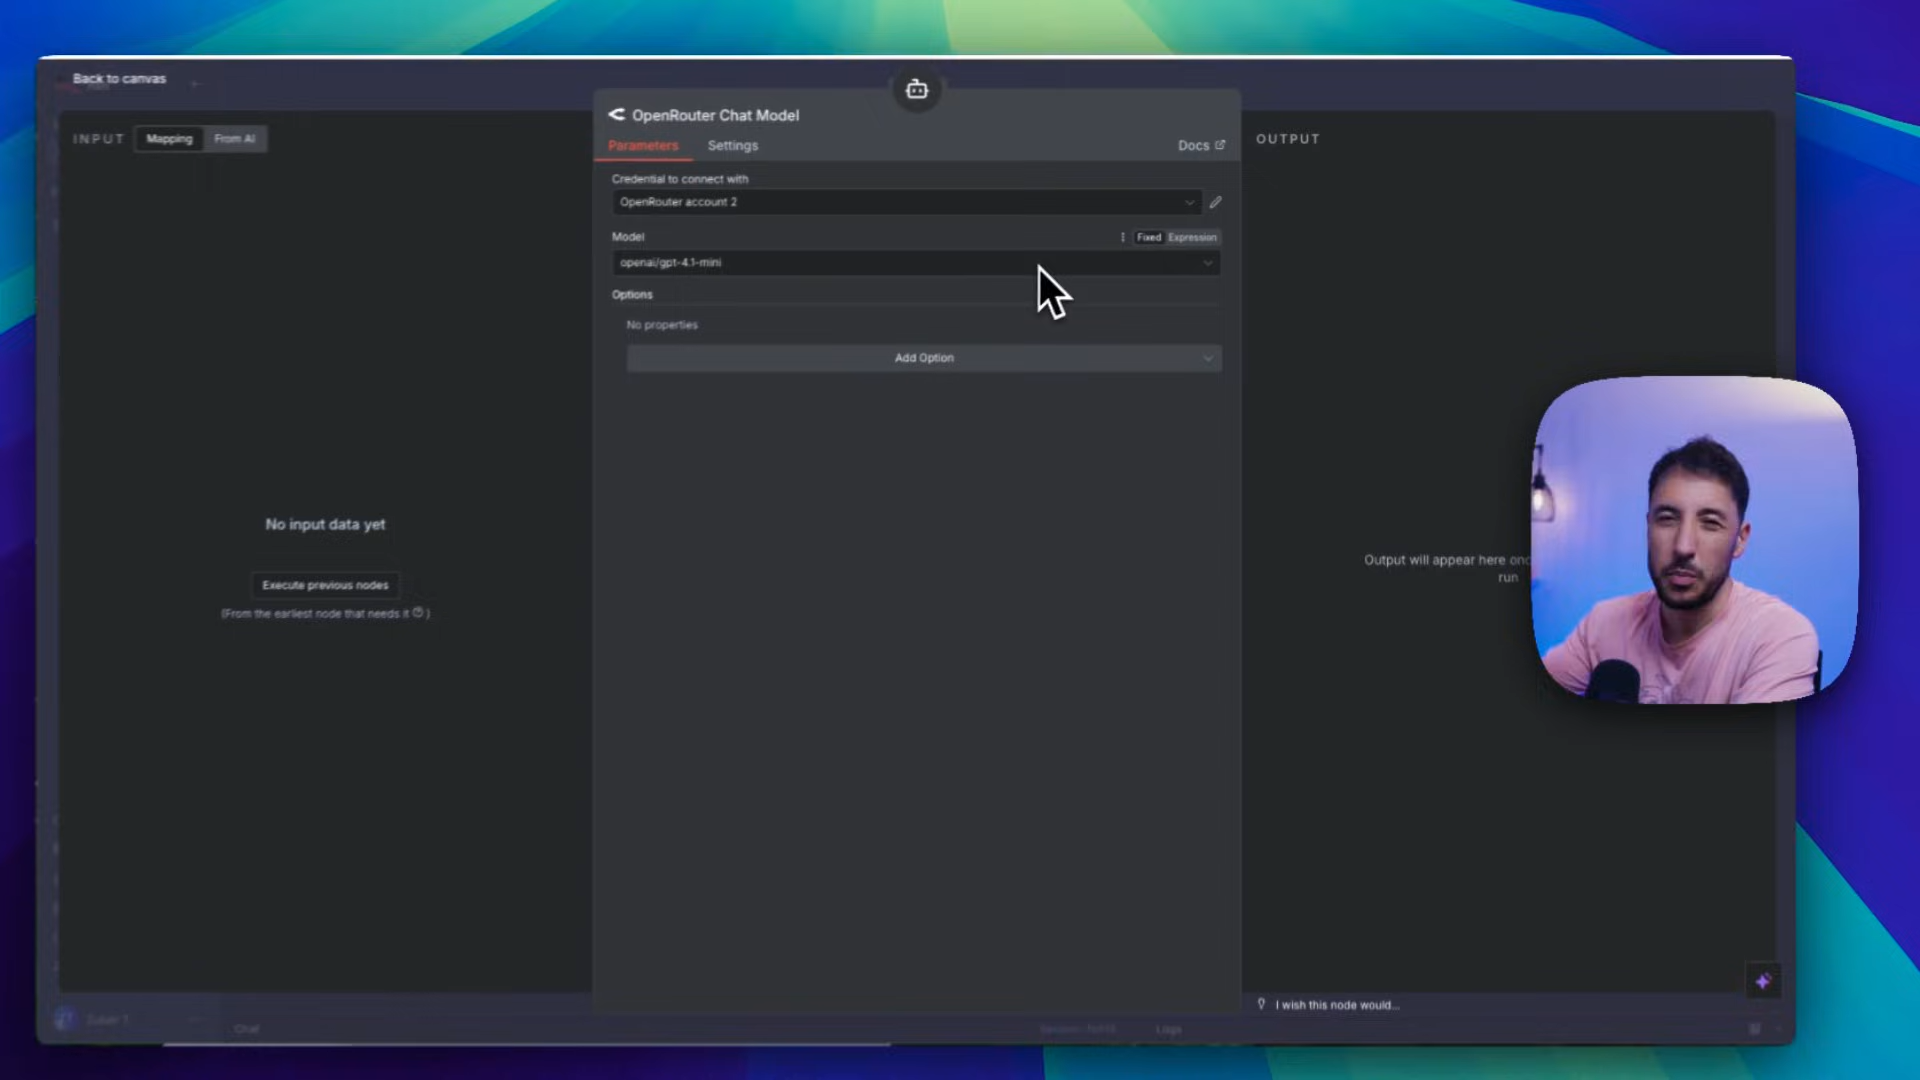 Back to canvas
INPUT
Mapping
From AI
OpenRouter Chat Model
Parameters
Settings
Docs
Credential to connect with
OpenRouter account 2
Model
Fixed
Expression
openai/gpt-4.1-mini
Options
No properties
Add Option
No input data yet
Execute previous nodes
(From the earliest node that needs it )
OUTPUT
Output will appear here
run
I wish this node would...
Chat
Logs